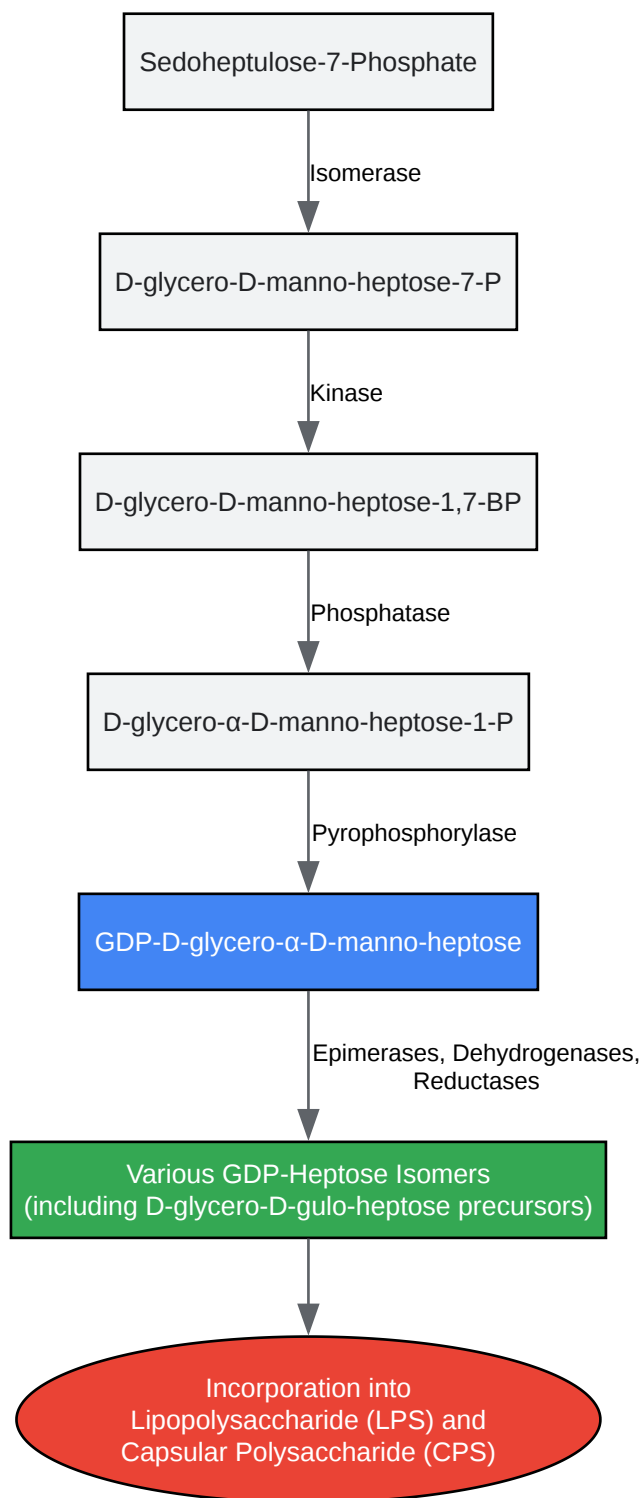 Sedoheptulose-7-Phosphate
Isomerase
D-glycero-D-manno-heptose-7-P
Kinase
D-glycero-D-manno-heptose-1,7-BP
Phosphatase
D-glycero-α-D-manno-heptose-1-P
Pyrophosphorylase
GDP-D-glycero-α-D-manno-heptose
Epimerases, Dehydrogenases,
Reductases
Various GDP-Heptose Isomers
(including D-glycero-D-gulo-heptose precursors)
Incorporation into
Lipopolysaccharide (LPS) and
Capsular Polysaccharide (CPS)